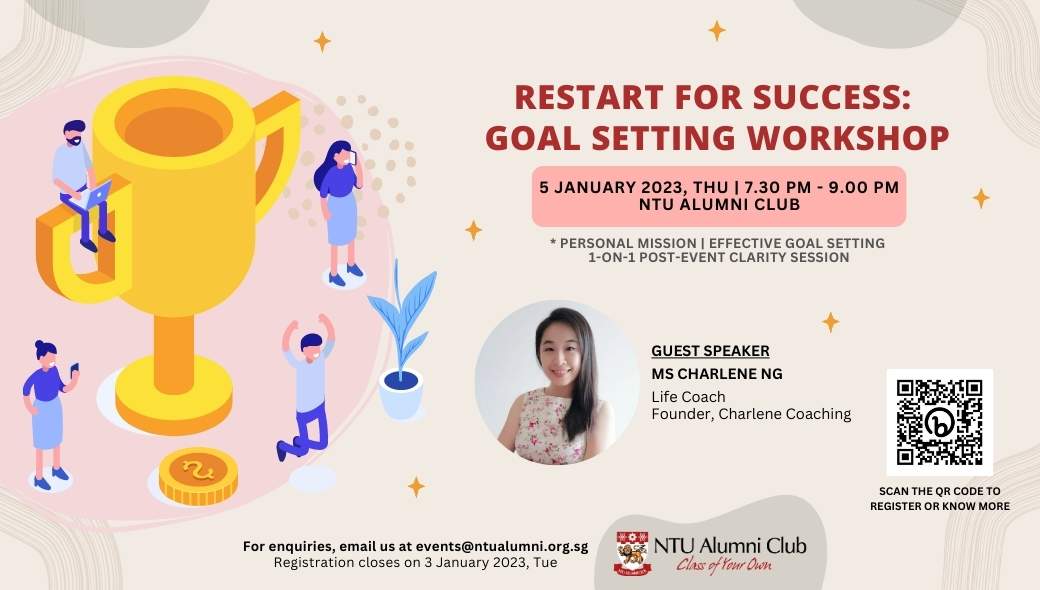 RESTART FOR SUCCESS:
GOAL SETTING WORKSHOP
5 JANUARY 2023, THU | 7.30 PM - 9.00 PM
NTU ALUMNI CLUB
* PERSONAL MISSION | EFFECTIVE GOAL SETTING
1-ON-1 POST-EVENT CLARITY SESSION
GUEST SPEAKER
MS CHARLENE NG
Life Coach
Founder, Charlene Coaching
SCAN THE QR CODE TO
REGISTER OR KNOW MORE
For enquiries, email us at events@ntualumni.org.sg
Registration closes on 3 January 2023, Tue
NTU Alumni Club
Class of Your Own